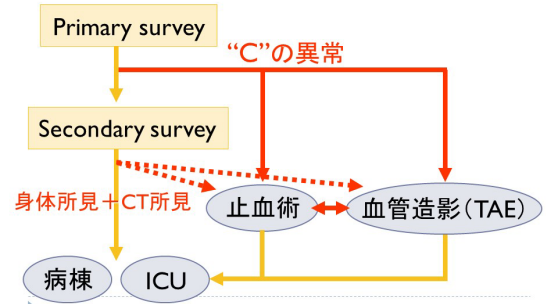 Primary survey
“C”の異常
Secondary survey
身体所見＋CT所見
止血術
血管造影（TAE）
病棟
ICU